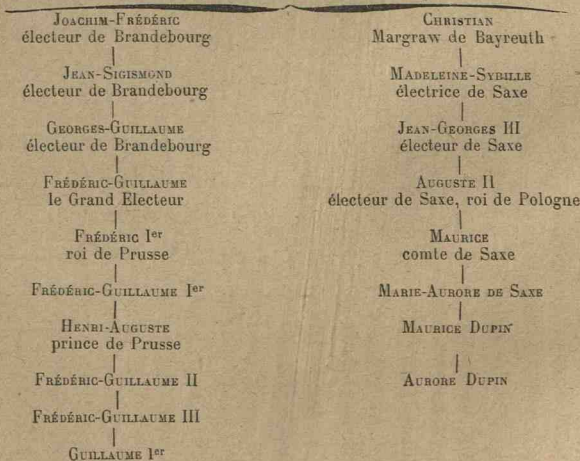 Joachim-Frédéric
électeur de Brandebourg
Jean-Sigismond
électeur de Brandebourg
Georges-Guillaume
électeur de Brandebourg
Frédéric-Guillaume
le Grand Electeur
Frédéric Ier
roi de Prusse
Frédéric-Guillaume Ier
Henri-Auguste
prince de Prusse
Frédéric-Guillaume II
Frédéric-Guillaume III
Guillaume Ier
Christian
Margraw de Bayreuth
Madeleine-Sybille
électrice de Saxe
Jean-Georges III
électeur de Saxe
Auguste II
électeur de Saxe, roi de Pologne
Maurice
comte de Saxe
Marie-Aurore de Saxe
Maurice Dupin
Aurore Dupin